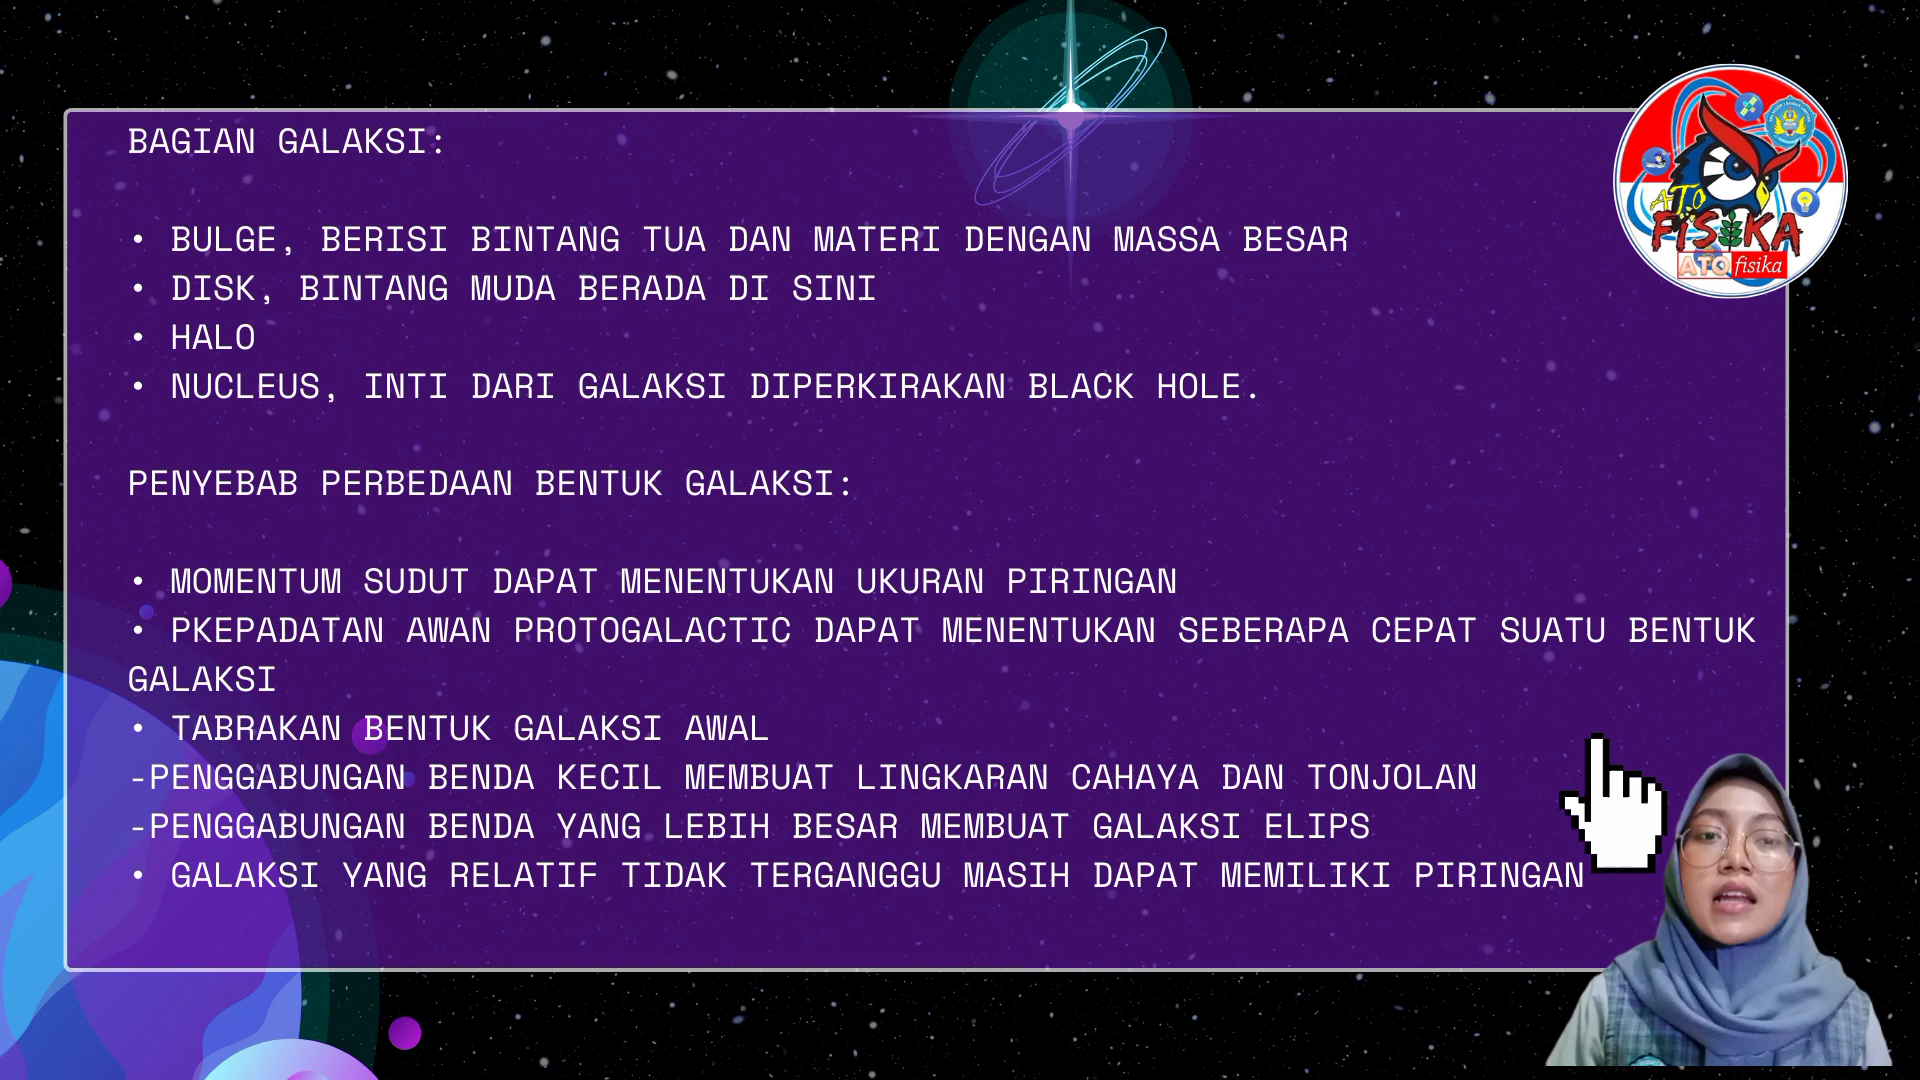 BAGIAN GALAKSI:
• BULGE, BERISI BINTANG TUA DAN MATERI DENGAN MASSA BESAR
• DISK, BINTANG MUDA BERADA DI SINI
• HALO
• NUCLEUS, INTI DARI GALAKSI DIPERKIRAKAN BLACK HOLE.
PENYEBAB PERBEDAAN BENTUK GALAKSI:
• MOMENTUM SUDUT DAPAT MENENTUKAN UKURAN PIRINGAN
• PKEPADATAN AWAN PROTOGALACTIC DAPAT MENENTUKAN SEBERAPA CEPAT SUATU BENTUK
GALAKSI
• TABRAKAN BENTUK GALAKSI AWAL
-PENGGABUNGAN BENDA KECIL MEMBUAT LINGKARAN CAHAYA DAN TONJOLAN
-PENGGABUNGAN BENDA YANG LEBIH BESAR MEMBUAT GALAKSI ELIPS
• GALAKSI YANG RELATIF TIDAK TERGANGGU MASIH DAPAT MEMILIKI PIRINGAN
ATo
FISIKA
ATO fisika